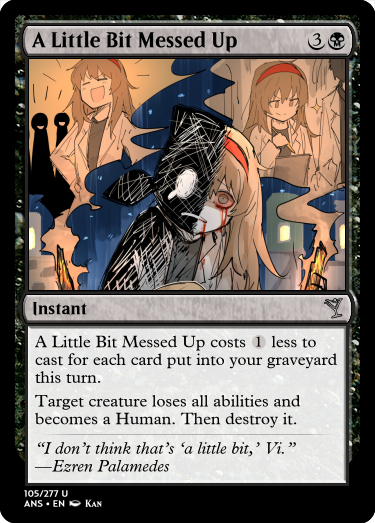 A Little Bit Messed Up 3
Instant
A Little Bit Messed Up costs 1 less to
cast for each card put into your graveyard
this turn.
Target creature loses all abilities and
becomes a Human. Then destroy it.
“I don't think that's ‘a little bit,’ Vi.”
—Ezren Palamedes
105/277 U
ANS • EN Kan